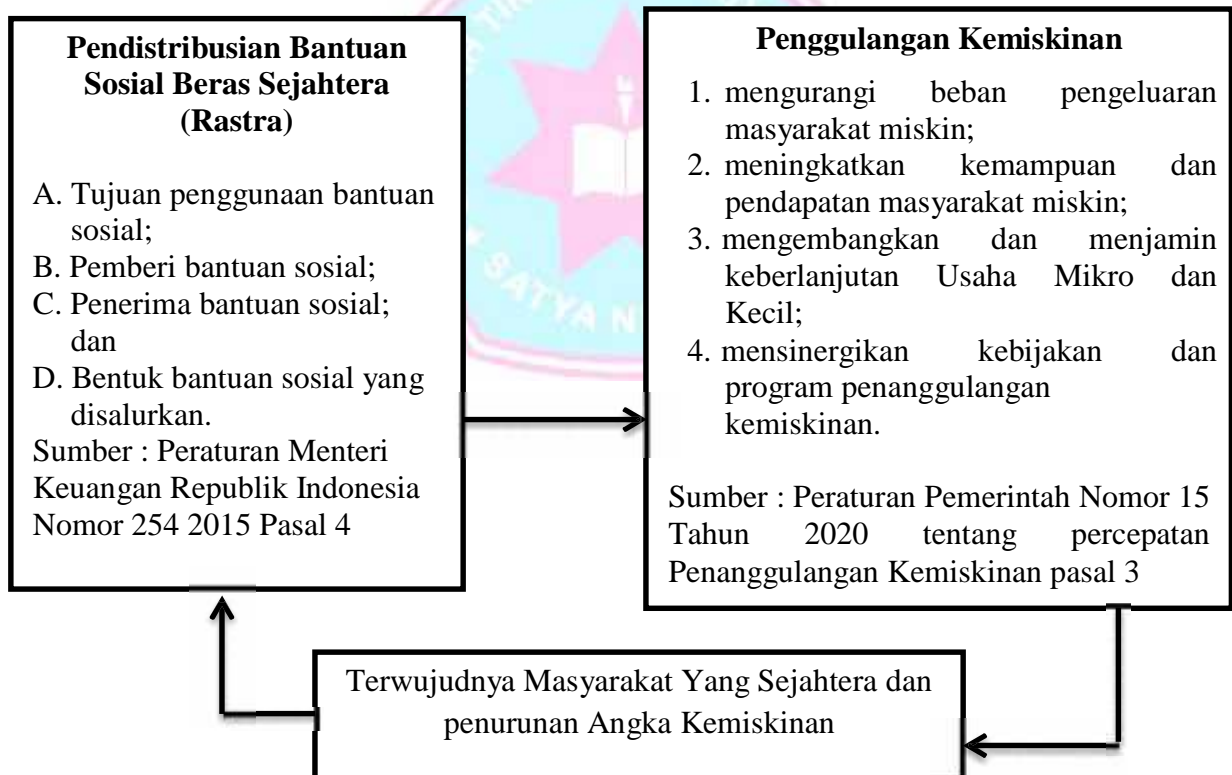 Pendistribusian Bantuan
Sosial Beras Sejahtera
(Rastra)
A. Tujuan penggunaan bantuan
sosial;
B. Pemberi bantuan sosial;
C. Penerima bantuan sosial;
dan
D. Bentuk bantuan sosial yang
disalurkan.
Sumber : Peraturan Menteri
Keuangan Republik Indonesia
Nomor 254 2015 Pasal 4
Penggulangan Kemiskinan
1. mengurangi beban pengeluaran
masyarakat miskin;
2. meningkatkan kemampuan dan
pendapatan masyarakat miskin;
3. mengembangkan dan menjamin
keberlanjutan Usaha Mikro dan
Kecil;
4. mensinergikan kebijakan dan
program penanggulangan
kemiskinan.
Sumber : Peraturan Pemerintah Nomor 15
Tahun 2020 tentang percepatan
Penanggulangan Kemiskinan pasal 3
Terwujudnya Masyarakat Yang Sejahtera dan
penurunan Angka Kemiskinan
SATYA N